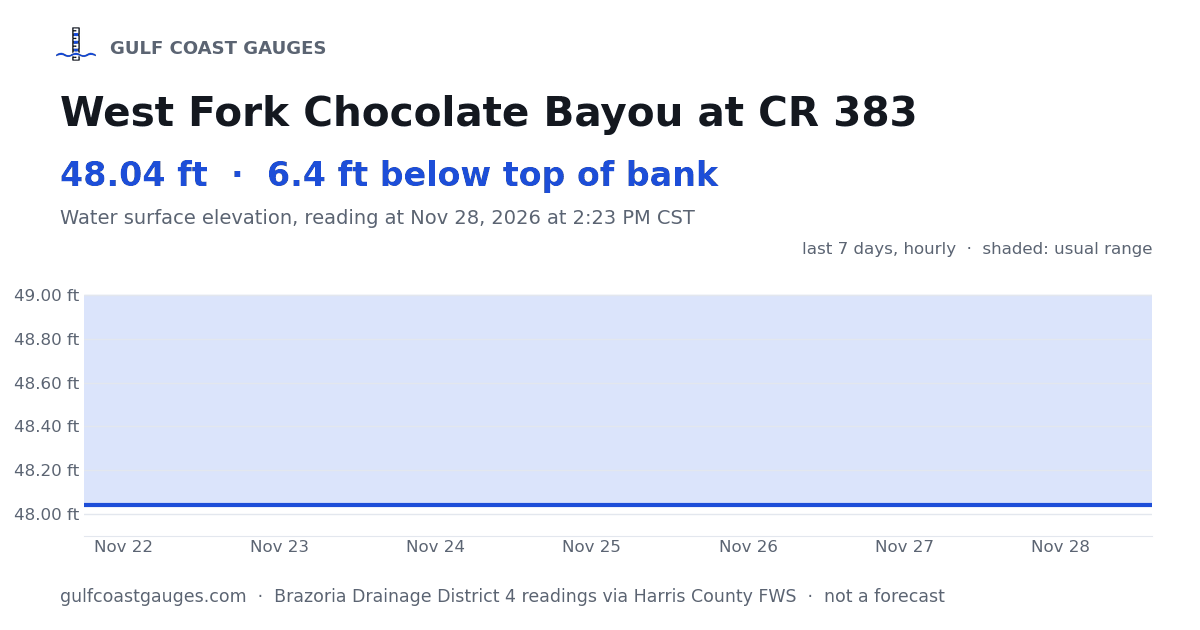 GULF COAST GAUGES
West Fork Chocolate Bayou at CR 383
48.04 ft · 6.4 ft below top of bank
Water surface elevation, reading at Nov 28, 2026 at 2:23 PM CST
last 7 days, hourly · shaded: usual range
49.00 ft
48.80 ft
48.60 ft
48.40 ft
48.20 ft
48.00 ft
Nov 22 Nov 23 Nov 24 Nov 25 Nov 26 Nov 27 Nov 28
gulfcoastgauges.com · Brazoria Drainage District 4 readings via Harris County FWS · not a forecast